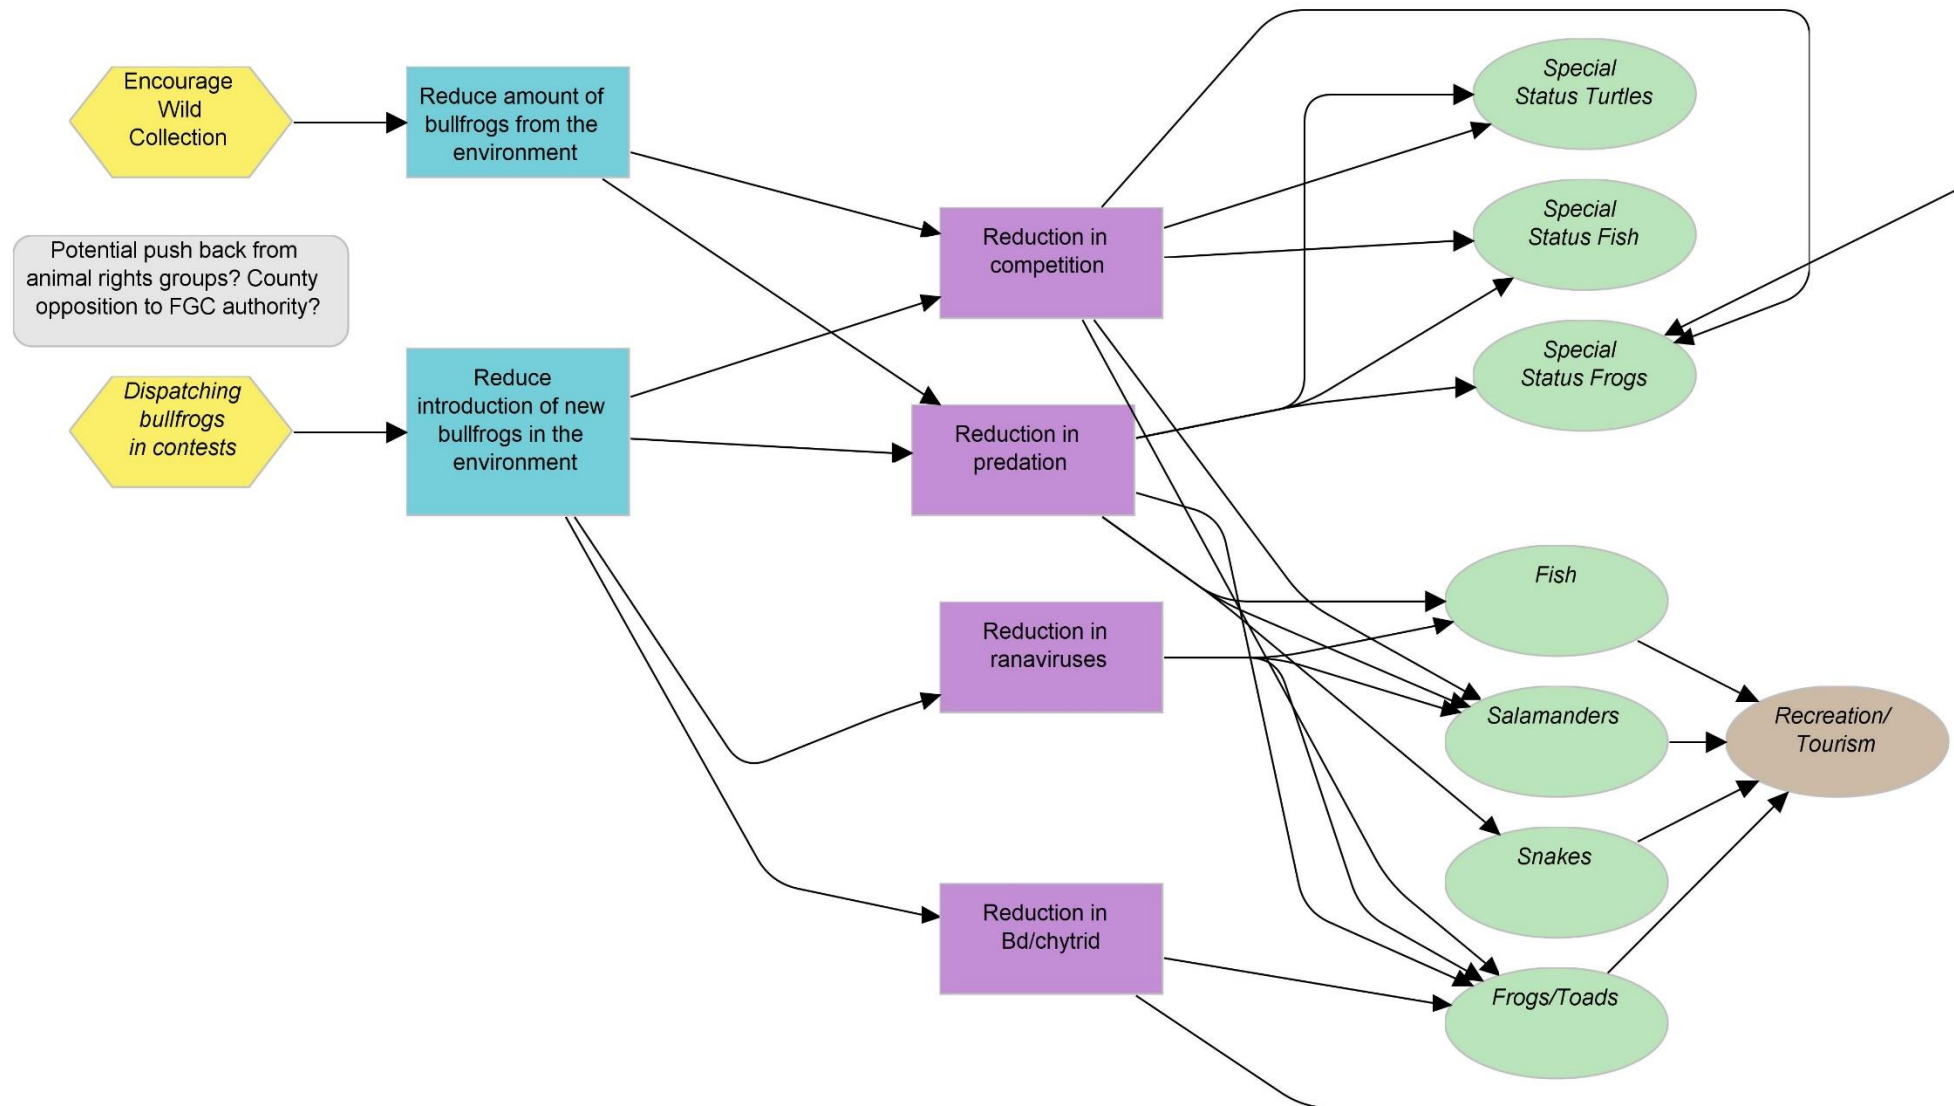 Encourage
Wild
Collection
Reduce amount of
bullfrogs from the
environment
Potential push back from
animal rights groups? County
opposition to FGC authority?
Dispatching
bullfrogs
in contests
Reduce
introduction of new
bullfrogs in the
environment
Reduction in
competition
Reduction in
predation
Reduction in
ranaviruses
Reduction in
Bd/chytrid
Special
Status Turtles
Special
Status Fish
Special
Status Frogs
Fish
Salamanders
Snakes
Frogs/Toads
Recreation/
Tourism